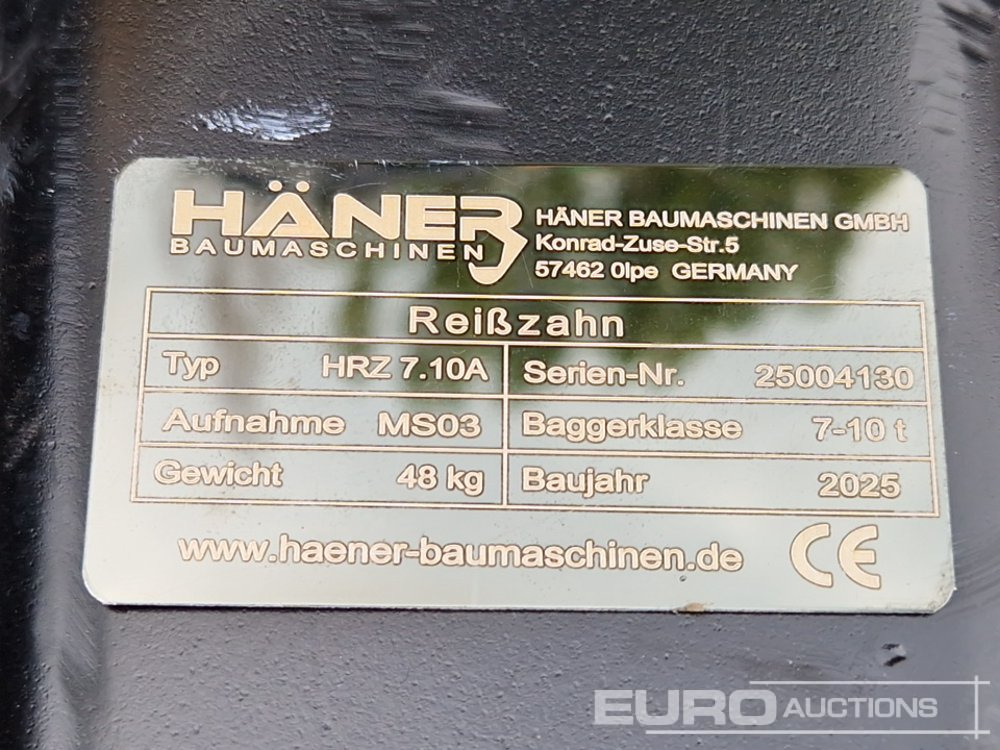 HÄNER
BAUMASCHINEN
HÄNER BAUMASCHINEN GMBH
Konrad-Zuse-Str.5
57462 Olpe GERMANY
Reißzahn
Typ HRZ 7.10A Serien-Nr. 25004130
Aufnahme MS03 Baggerklasse 7-10 t
Gewicht 48 kg Baujahr 2025
www.haener-baumaschinen.de CE
EURO AUCTIONS